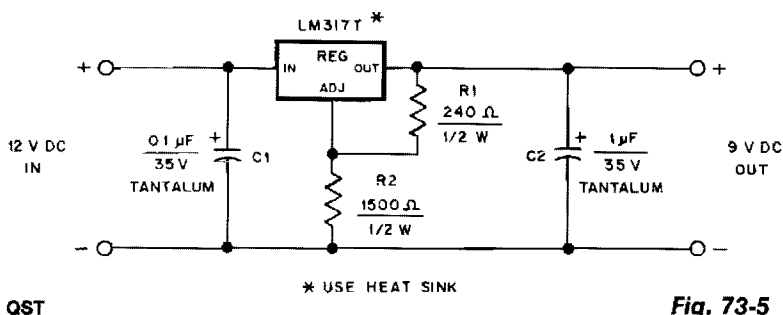 LM317T *
REG
IN OUT
ADJ
+ +
R1
240 Ω
1/2 W
12 V DC
IN
0.1 µF
35V
TANTALUM
+
C1
R2
1500 Ω
1/2 W
C2
+
1 µF
35 V
TANTALUM
9 V DC
OUT
– –
* USE HEAT SINK
QST
Fig. 73-5